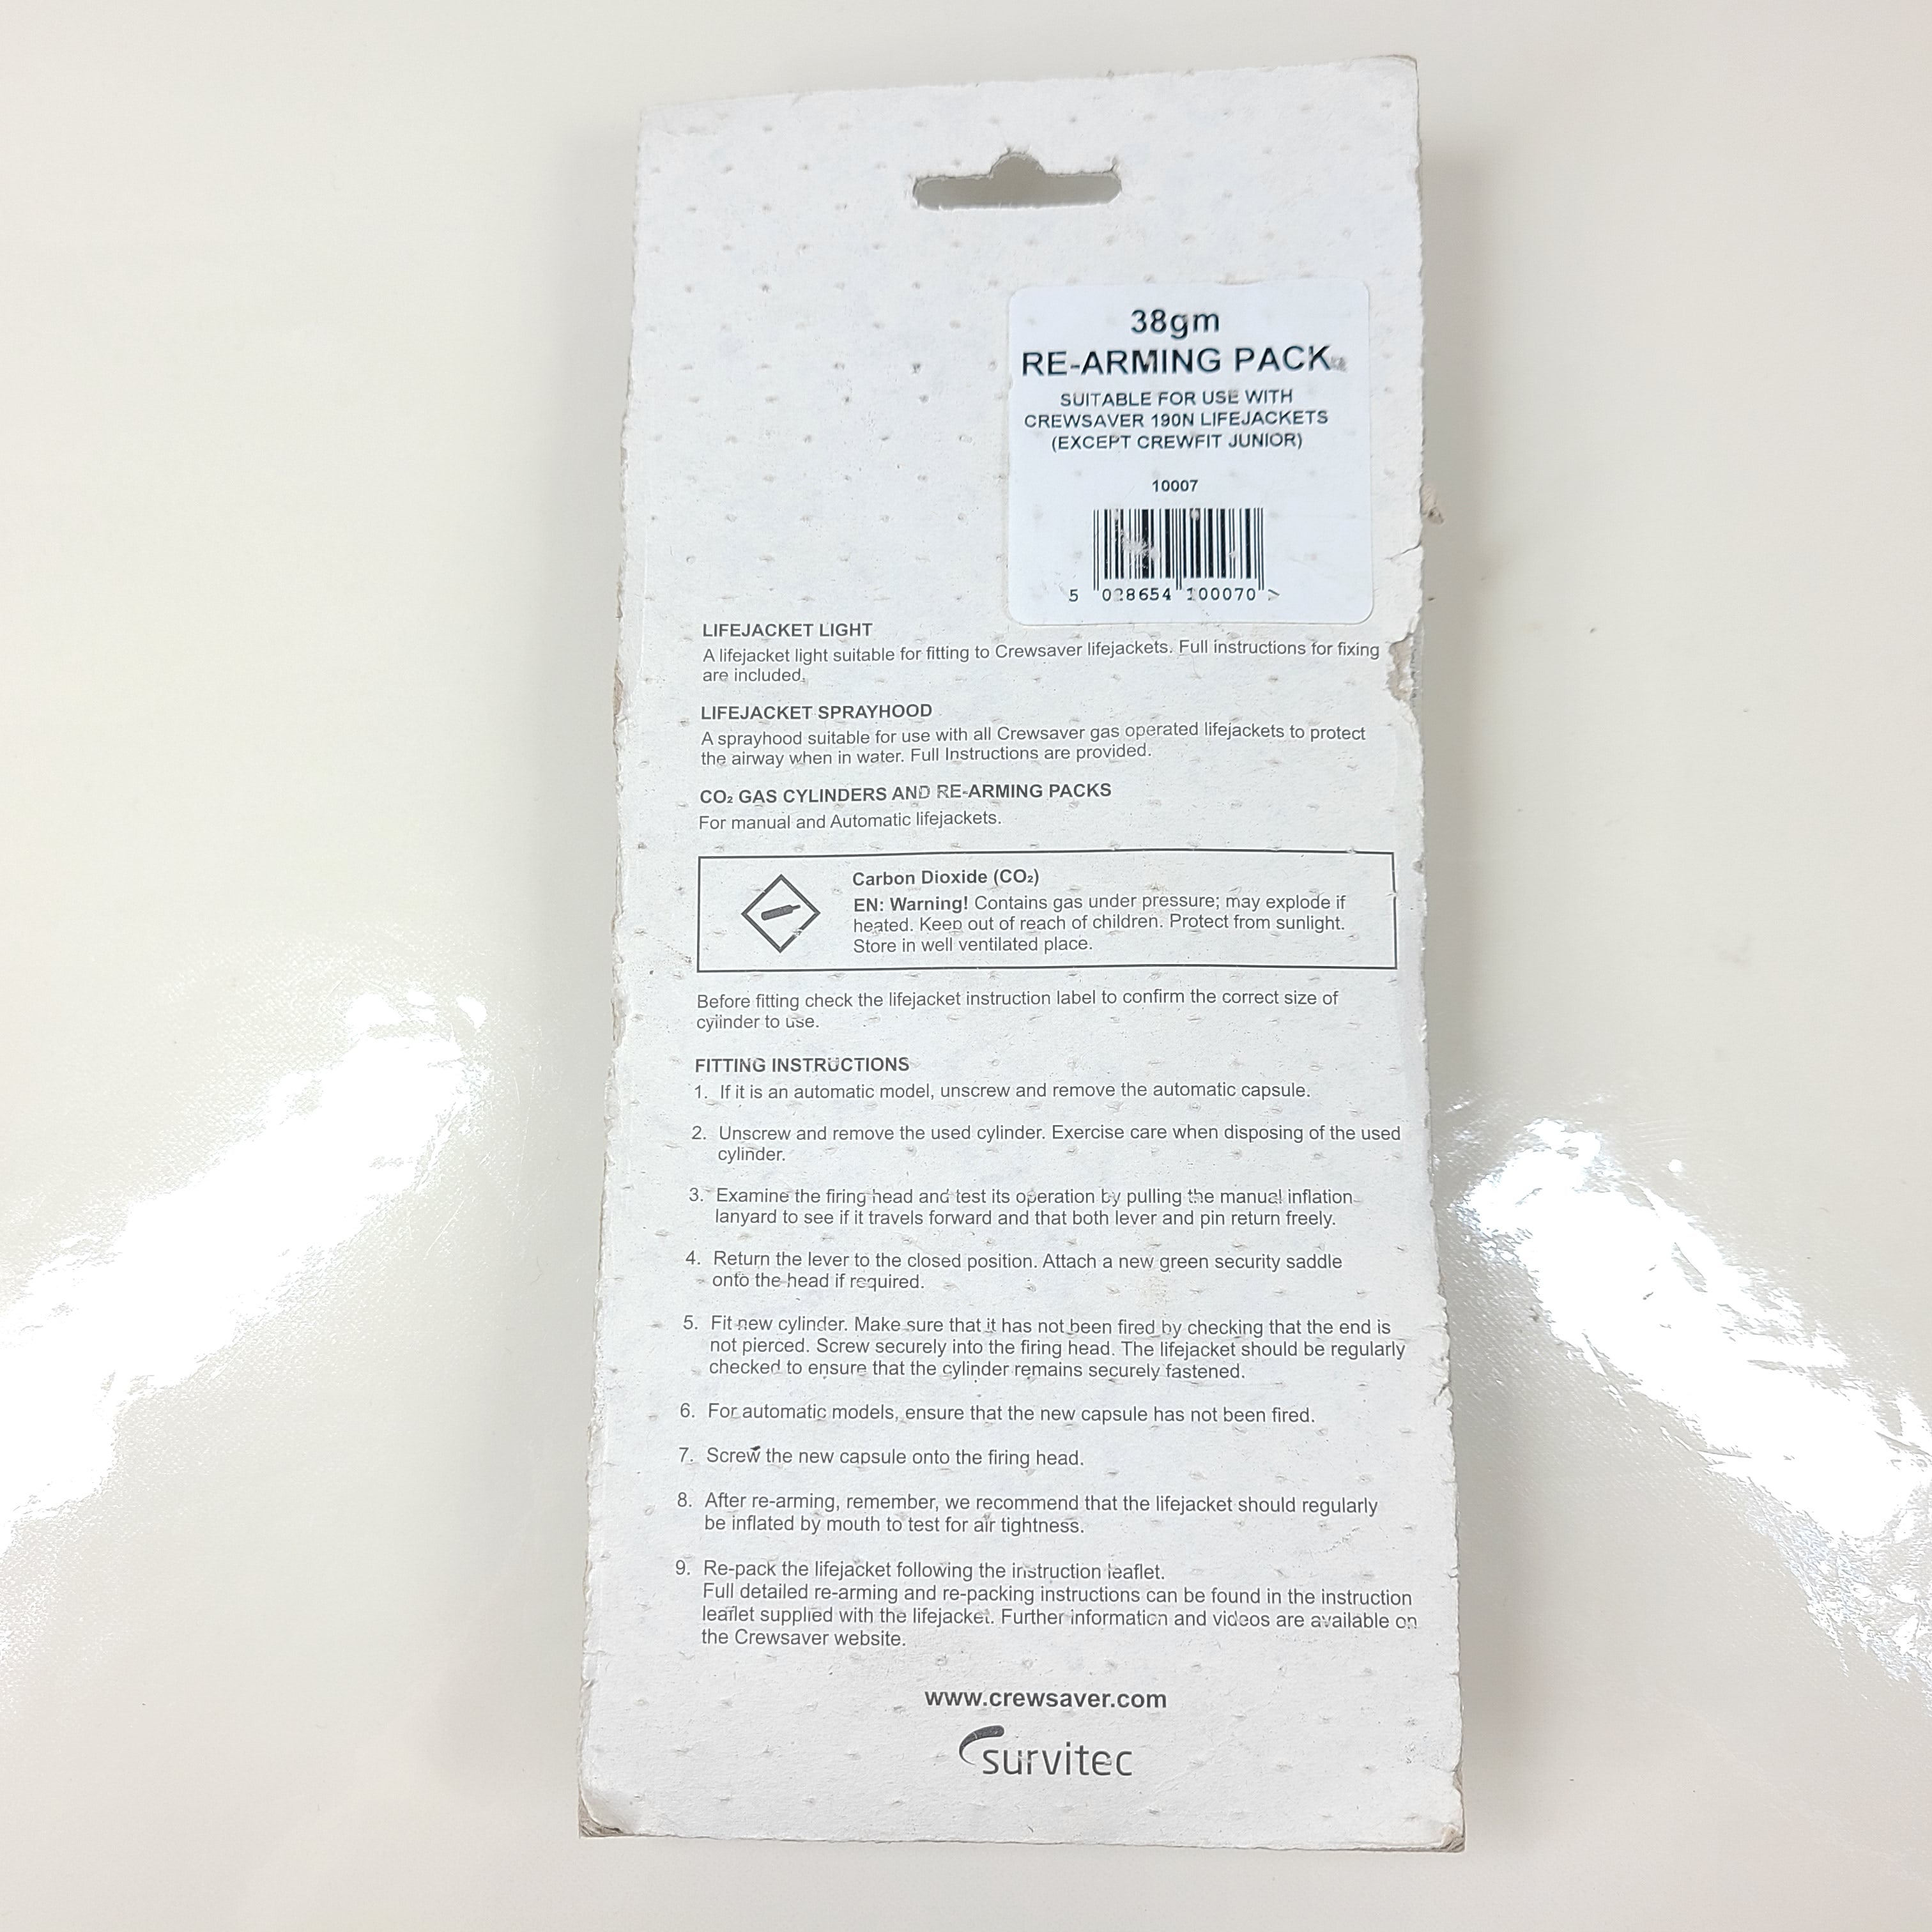 38gm
RE-ARMING PACK
SUITABLE FOR USE WITH
CREWSAVER 190N LIFEJACKETS
(EXCEPT CREWFIT JUNIOR)
10007
5 028654 100070 >
LIFEJACKET LIGHT
A lifejacket light suitable for fitting to Crewsaver lifejackets. Full instructions for fixing
are included.
LIFEJACKET SPRAYHOOD
A sprayhood suitable for use with all Crewsaver gas operated lifejackets to protect
the airway when in water. Full Instructions are provided.
CO₂ GAS CYLINDERS AND RE-ARMING PACKS
For manual and Automatic lifejackets.
Carbon Dioxide (CO₂)
EN: Warning! Contains gas under pressure; may explode if
heated. Keep out of reach of children. Protect from sunlight.
Store in well ventilated place.
Before fitting check the lifejacket instruction label to confirm the correct size of
cylinder to use.
FITTING INSTRUCTIONS
1. If it is an automatic model, unscrew and remove the automatic capsule.
2. Unscrew and remove the used cylinder. Exercise care when disposing of the used
cylinder.
3. Examine the firing head and test its operation by pulling the manual inflation
lanyard to see if it travels forward and that both lever and pin return freely.
4. Return the lever to the closed position. Attach a new green security saddle
onto the head if required.
5. Fit new cylinder. Make sure that it has not been fired by checking that the end is
not pierced. Screw securely into the firing head. The lifejacket should be regularly
checked to ensure that the cylinder remains securely fastened.
6. For automatic models, ensure that the new capsule has not been fired.
7. Screw the new capsule onto the firing head.
8. After re-arming, remember, we recommend that the lifejacket should regularly
be inflated by mouth to test for air tightness.
9. Re-pack the lifejacket following the instruction leaflet.
Full detailed re-arming and re-packing instructions can be found in the instruction
leaflet supplied with the lifejacket. Further information and videos are available on
the Crewsaver website.
www.crewsaver.com
survitec